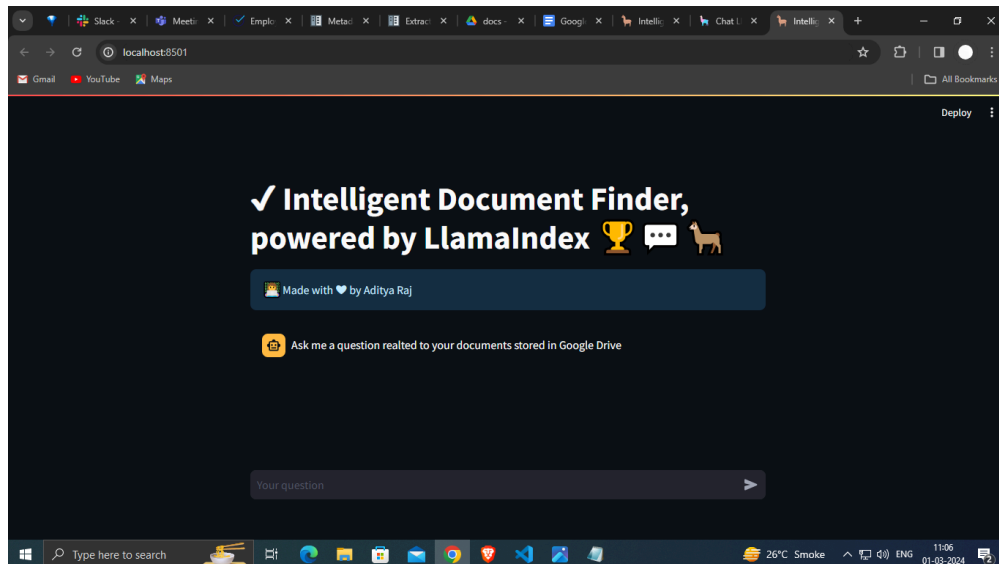 Slack -
Meetin
Emplo
Metad
Extract
docs -
Googl
Intellig
Chat L
Intellig
localhost:8501
Gmail
YouTube
Maps
All Bookmarks
Deploy
Intelligent Document Finder,
powered by LlamaIndex
Made with by Aditya Raj
Ask me a question realted to your documents stored in Google Drive
Your question
Type here to search
26°C Smoke
ENG
11:06
01-03-2024
2